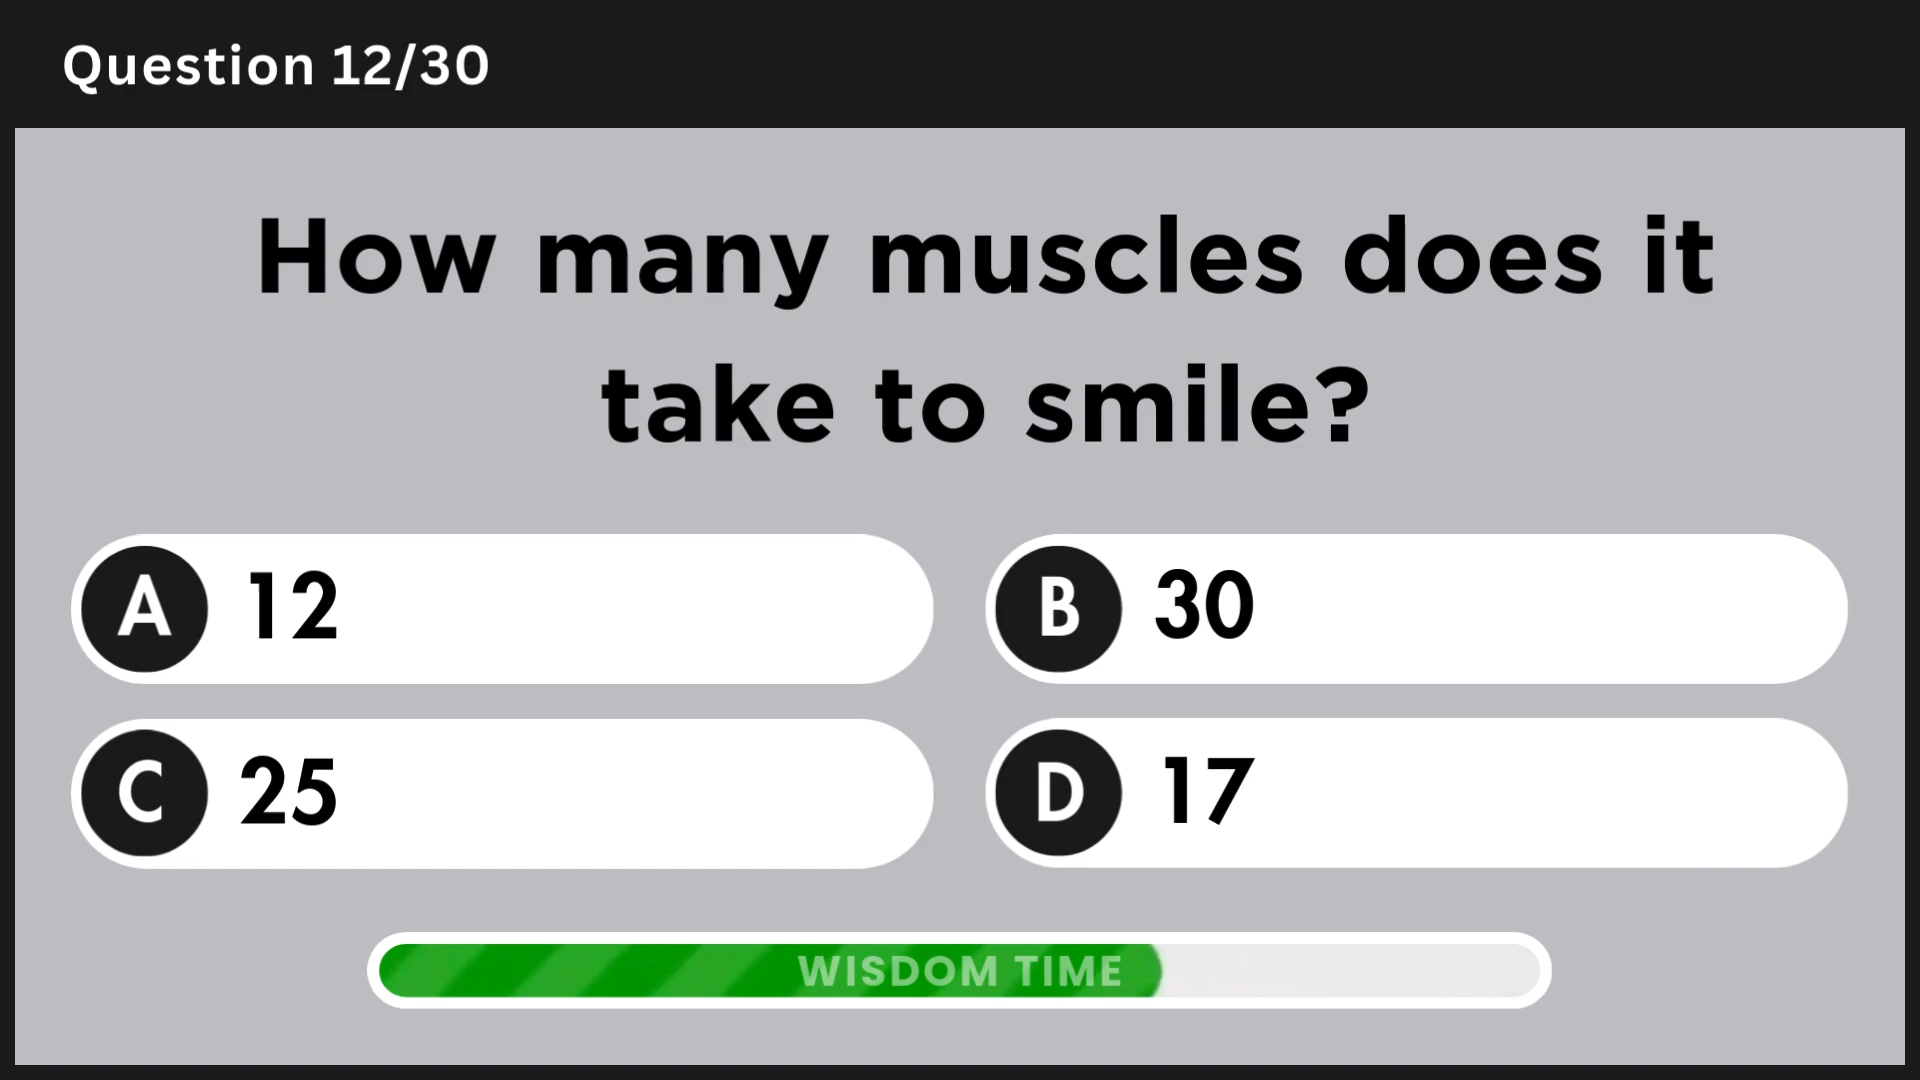 Question 12/30
How many muscles does it
take to smile?
A 12
B 30
C 25
D 17
WISDOM TIME